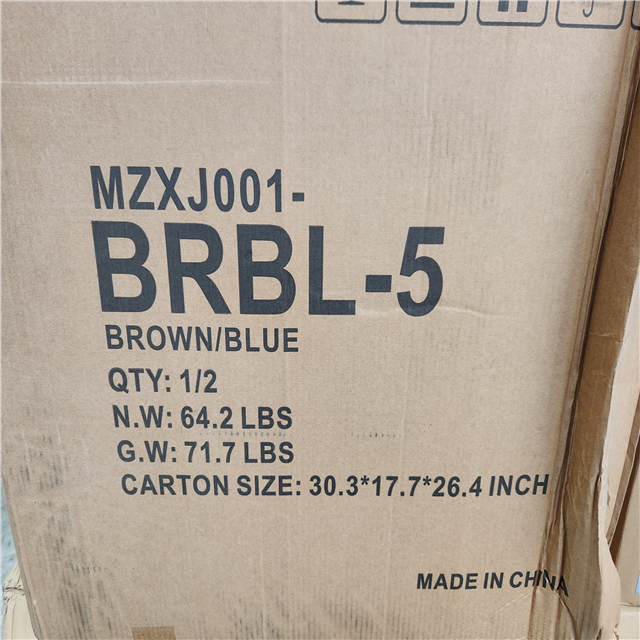 MZXJ001-
BRBL-5
BROWN/BLUE
QTY: 1/2
N.W: 64.2 LBS
G.W: 71.7 LBS
CARTON SIZE: 30.3*17.7*26.4 INCH
MADE IN CHINA